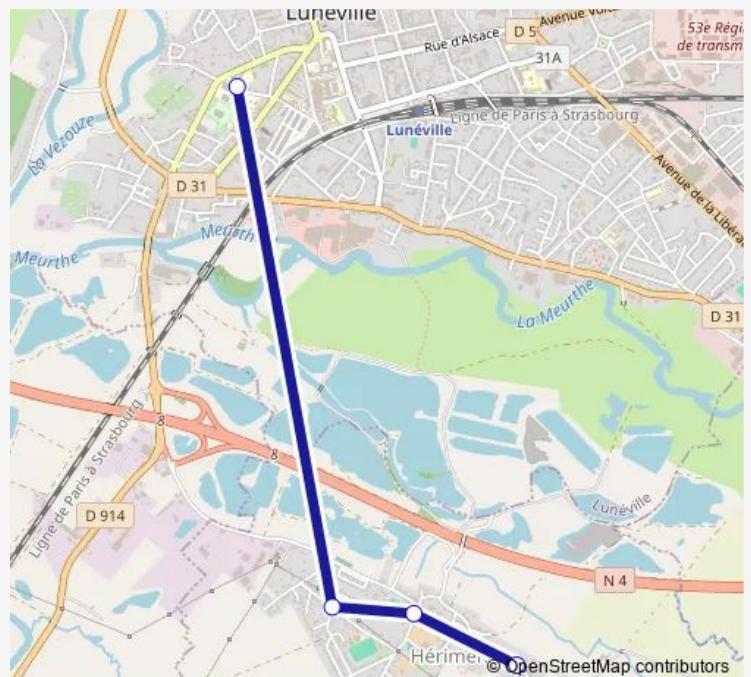 Lunéville
Avenue
D 5
53e Régi
de transm
Rue d'Alsace
31A
Lunéville
Ligne de Paris à Strasbourg
La Vezouze
Avenue de la Libéra
D 31
Meurthe
Meurthe
La Meurthe
D 31
8
8
Ligne de Paris à Strasbourg
Lunéville
D 914
N 4
Hérimé
© OpenStreetMap contributors